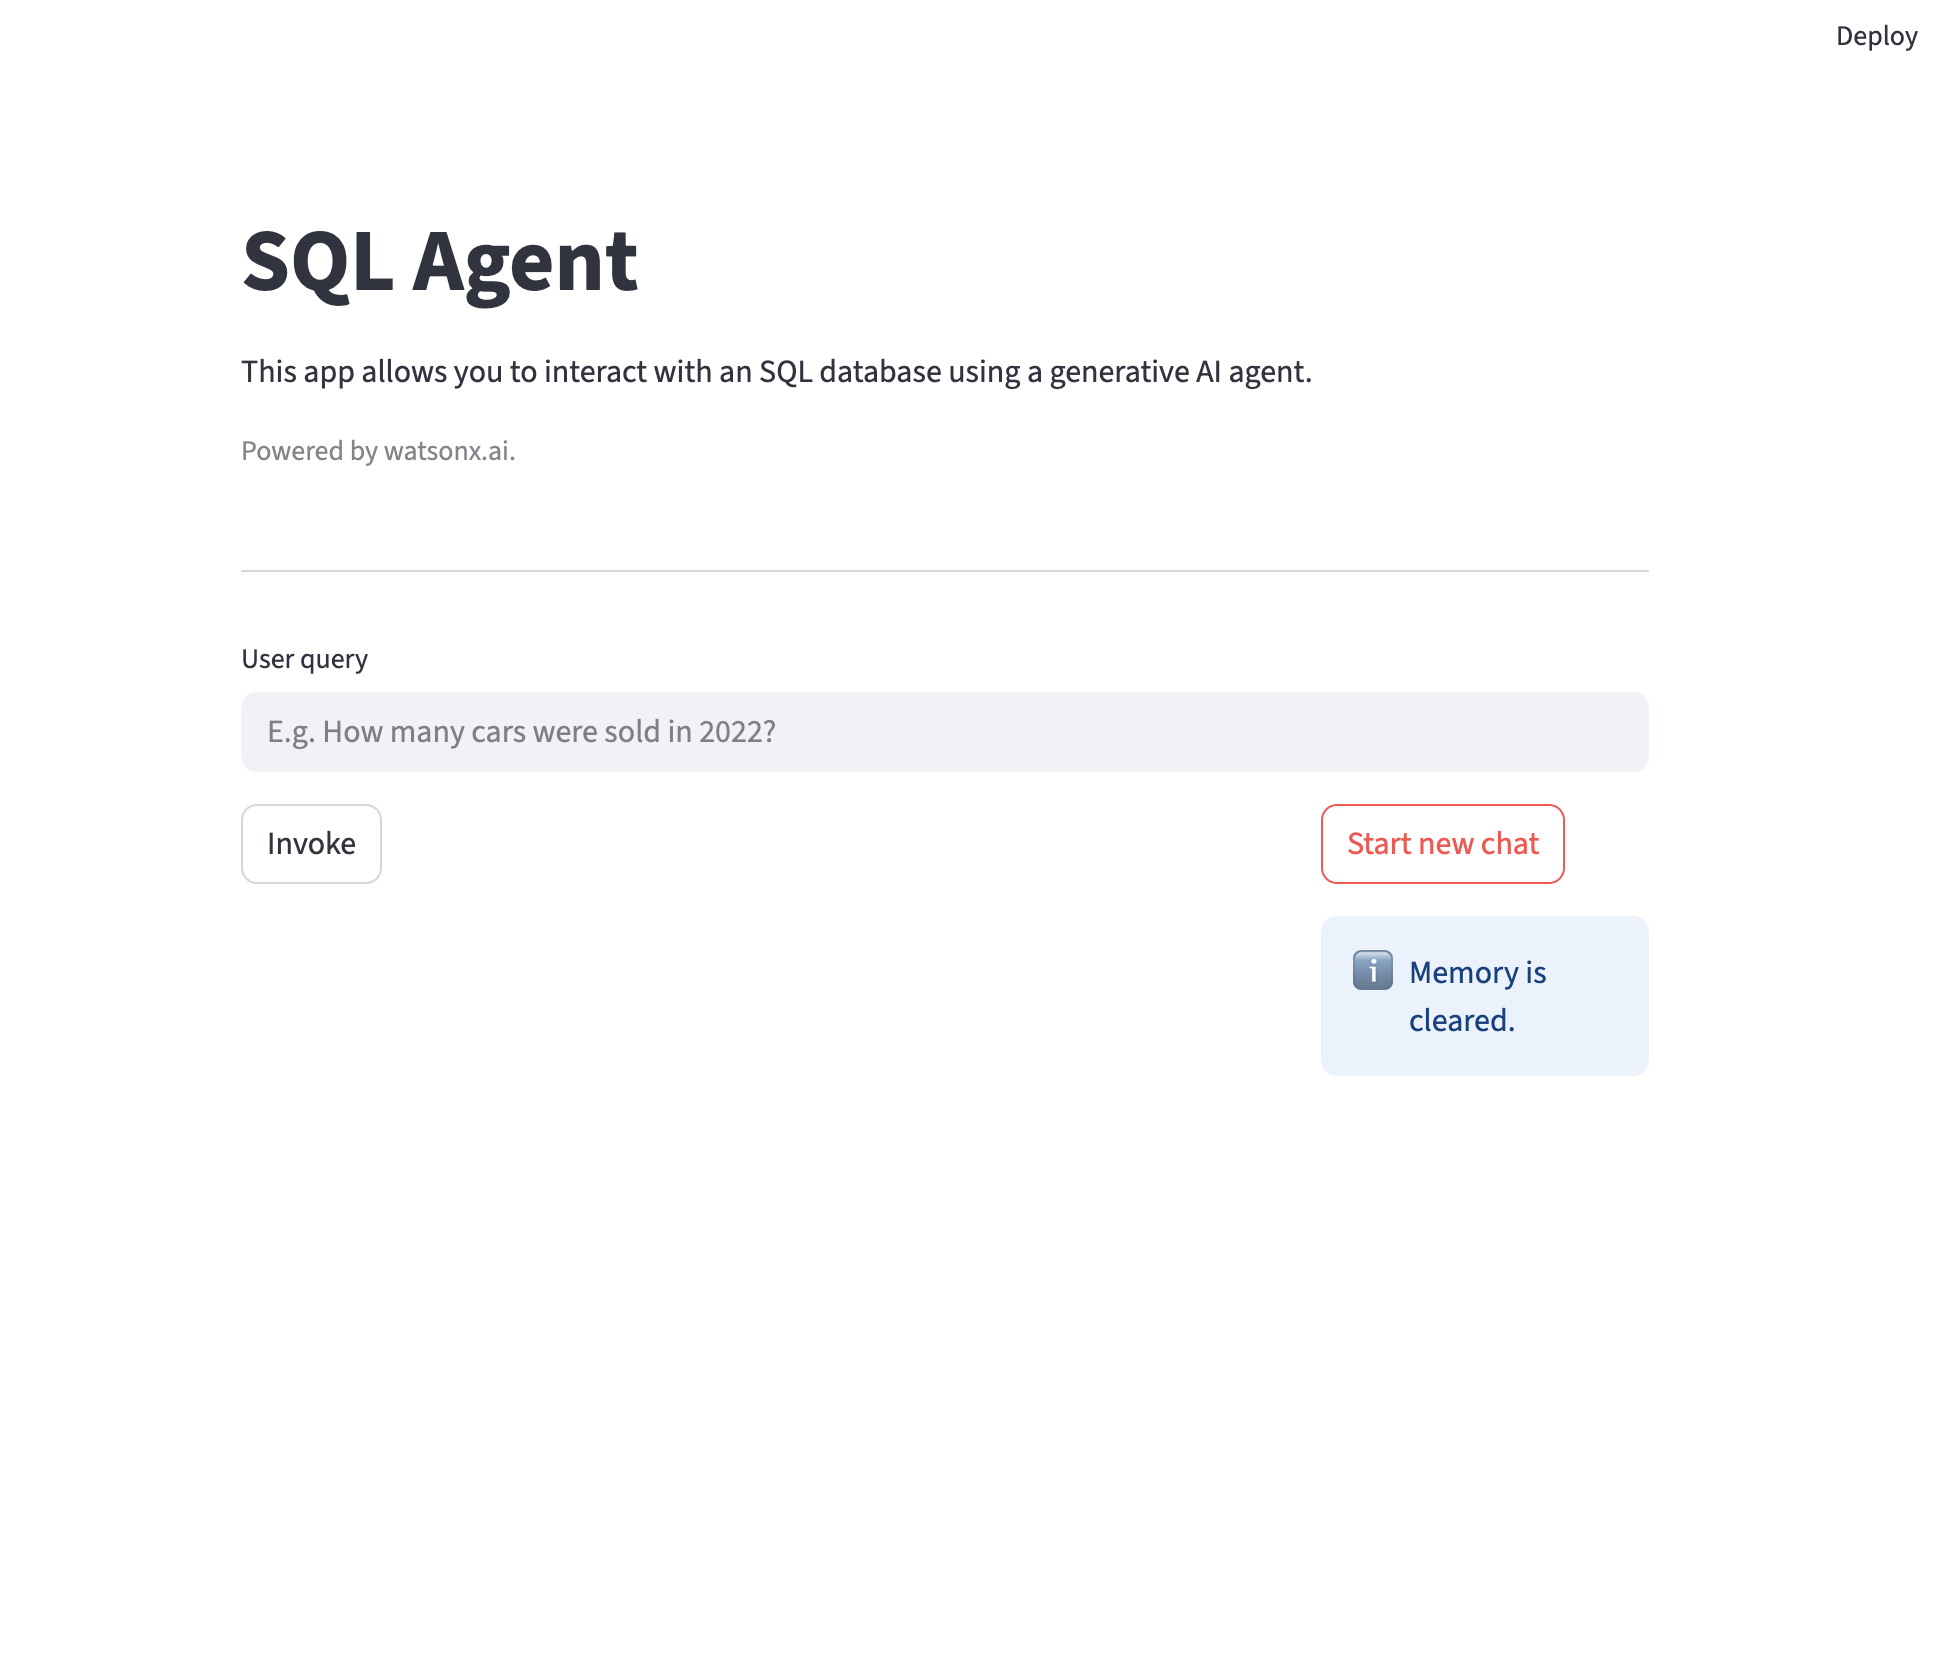 Deploy
SQL Agent
This app allows you to interact with an SQL database using a generative AI agent.
Powered by watsonx.ai.
User query
E.g. How many cars were sold in 2022?
Invoke
Start new chat
i Memory is
cleared.